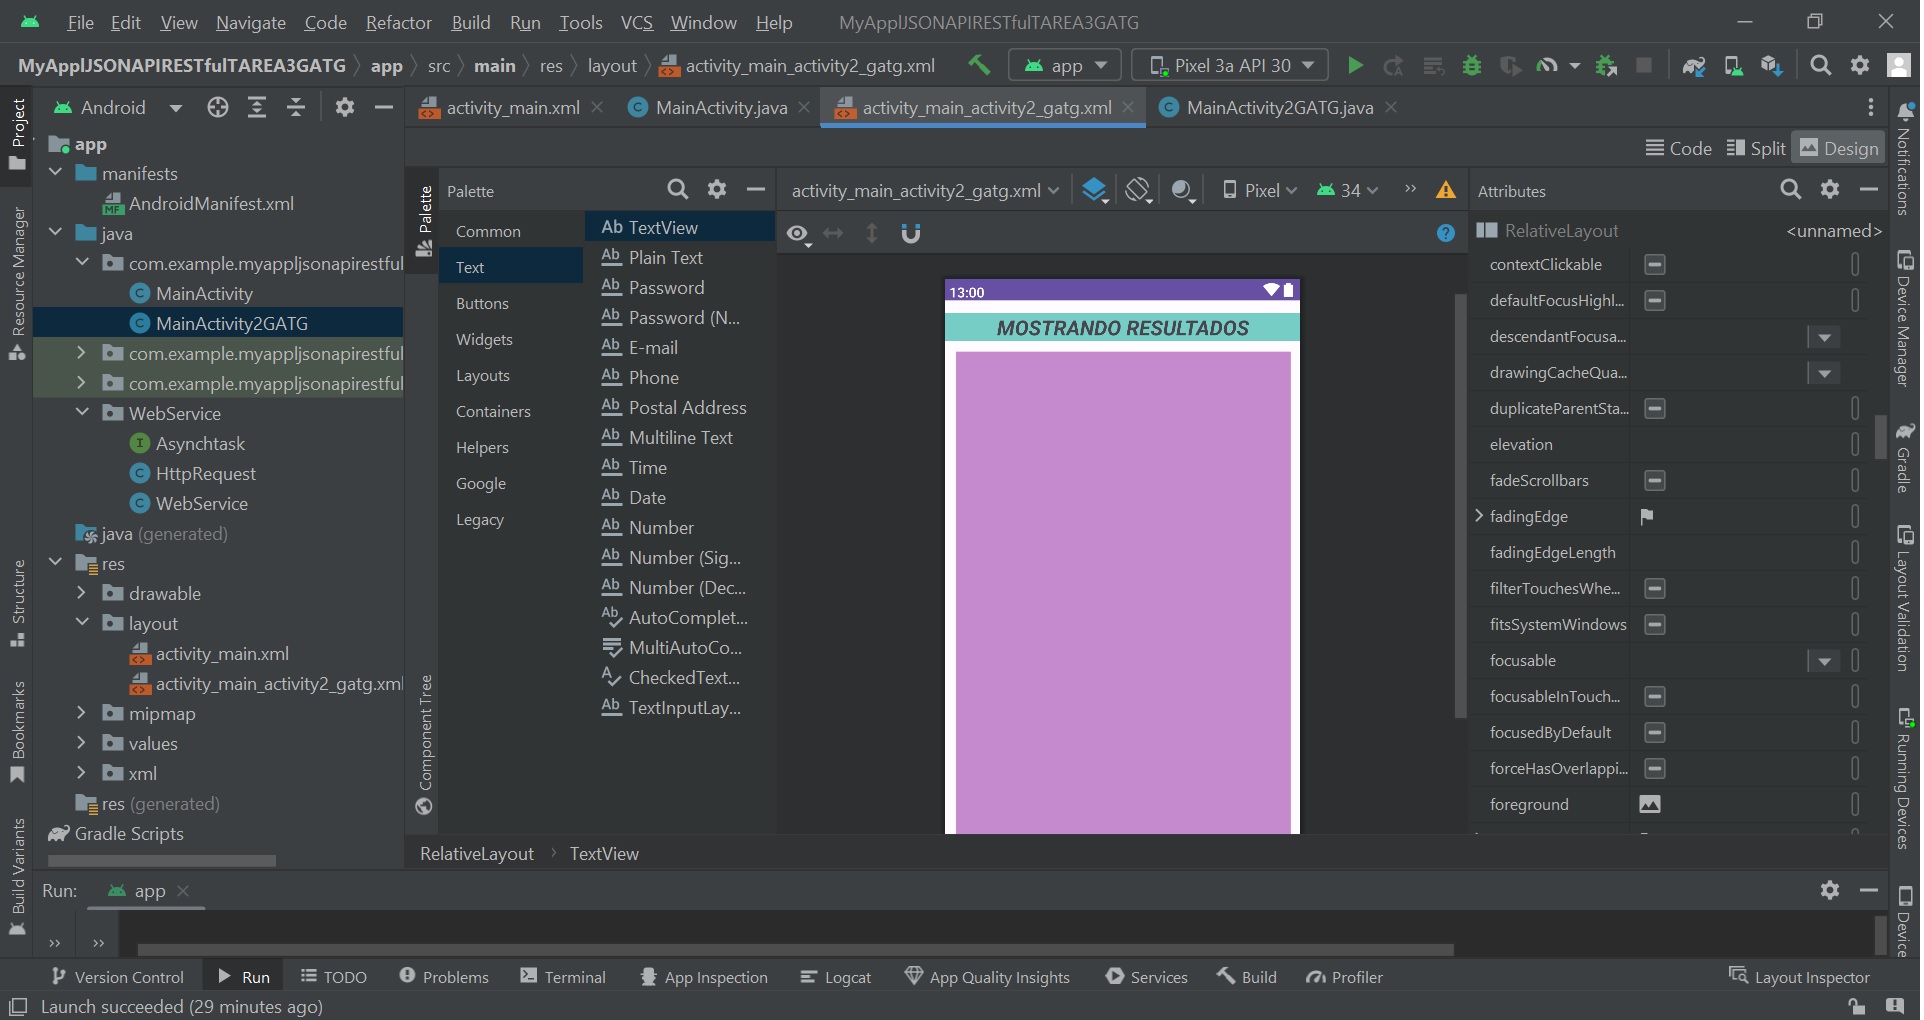 File Edit View Navigate Code Refactor Build Run Tools VCS Window Help MyApplJSONAPIRESTfulTAREA3GATG
MyApplJSONAPIRESTfulTAREA3GATG app src main res layout activity_main_activity2_gatg.xml app Pixel 3a API 30
Project
Resource Manager
Structure
Bookmarks
Build Variants
Android
app
manifests
AndroidManifest.xml
java
com.example.myappljsonapirestful
MainActivity
MainActivity2GATG
com.example.myappljsonapirestful
com.example.myappljsonapirestful
WebService
Asynchtask
HttpRequest
WebService
java (generated)
res
drawable
layout
activity_main.xml
activity_main_activity2_gatg.xml
mipmap
values
xml
res (generated)
Gradle Scripts
activity_main.xml MainActivity.java activity_main_activity2_gatg.xml MainActivity2GATG.java
Code Split Design
Palette
Component Tree
Palette
Common
Text
Buttons
Widgets
Layouts
Containers
Helpers
Google
Legacy
Ab TextView
Ab Plain Text
Ab Password
Ab Password (N...
Ab E-mail
Ab Phone
Ab Postal Address
Ab Multiline Text
Ab Time
Ab Date
Ab Number
Ab Number (Sig...
Ab Number (Dec...
Ab AutoComplet...
MultiAutoCo...
CheckedText...
Ab TextInputLay...
activity_main_activity2_gatg.xml Pixel 34
13:00
MOSTRANDO RESULTADOS
RelativeLayout TextView
Attributes
RelativeLayout <unnamed>
contextClickable
defaultFocusHighl...
descendantFocusa...
drawingCacheQua...
duplicateParentSta...
elevation
fadeScrollbars
fadingEdge
fadingEdgeLength
filterTouchesWhe...
fitsSystemWindows
focusable
focusableInTouch...
focusedByDefault
forceHasOverlappi...
foreground
Notifications
Device Manager
Gradle
Layout Validation
Running Devices
Device
Run: app
Version Control Run TODO Problems Terminal App Inspection Logcat App Quality Insights Services Build Profiler Layout Inspector
Launch succeeded (29 minutes ago)